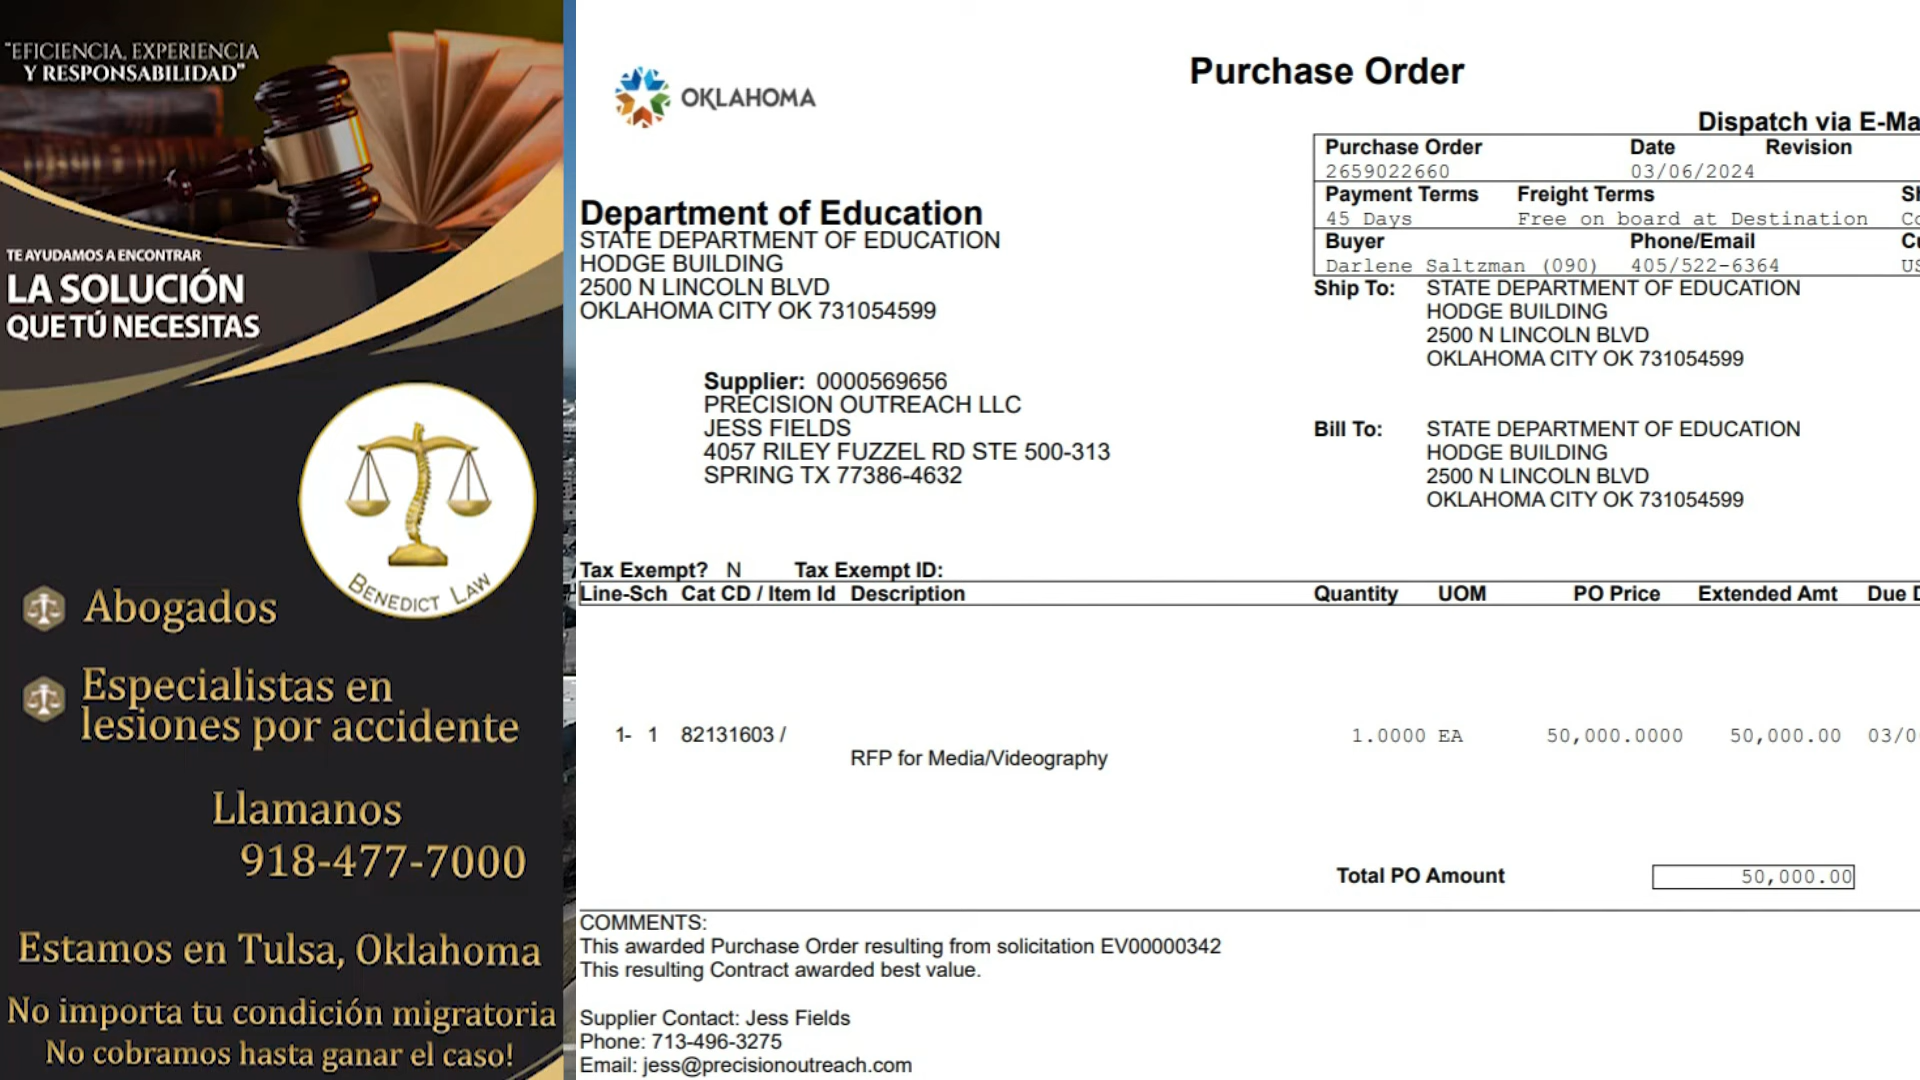 "EFICIENCIA, EXPERIENCIA
Y RESPONSABILIDAD"
TE AYUDAMOS A ENCONTRAR
LA SOLUCIÓN
QUE TÚ NECESITAS
BENEDICT LAW
Abogados
Especialistas en
lesiones por accidente
Llamanos
918-477-7000
Estamos en Tulsa, Oklahoma
No importa tu condición migratoria
No cobramos hasta ganar el caso!
OKLAHOMA
Purchase Order
Dispatch via E-Ma
Purchase Order Date Revision
2659022660 03/06/2024
Payment Terms Freight Terms Sh
45 Days Free on board at Destination Co
Buyer Phone/Email Cu
Darlene Saltzman (090) 405/522-6364 US
Department of Education
STATE DEPARTMENT OF EDUCATION
HODGE BUILDING
2500 N LINCOLN BLVD
OKLAHOMA CITY OK 731054599
Ship To: STATE DEPARTMENT OF EDUCATION
HODGE BUILDING
2500 N LINCOLN BLVD
OKLAHOMA CITY OK 731054599
Supplier: 0000569656
PRECISION OUTREACH LLC
JESS FIELDS
4057 RILEY FUZZEL RD STE 500-313
SPRING TX 77386-4632
Bill To: STATE DEPARTMENT OF EDUCATION
HODGE BUILDING
2500 N LINCOLN BLVD
OKLAHOMA CITY OK 731054599
Tax Exempt? N Tax Exempt ID:
Line-Sch Cat CD / Item Id Description Quantity UOM PO Price Extended Amt Due D
1- 1 82131603 / 1.0000 EA 50,000.0000 50,000.00 03/0
RFP for Media/Videography
Total PO Amount 50,000.00
COMMENTS:
This awarded Purchase Order resulting from solicitation EV00000342
This resulting Contract awarded best value.
Supplier Contact: Jess Fields
Phone: 713-496-3275
Email: jess@precisionoutreach.com